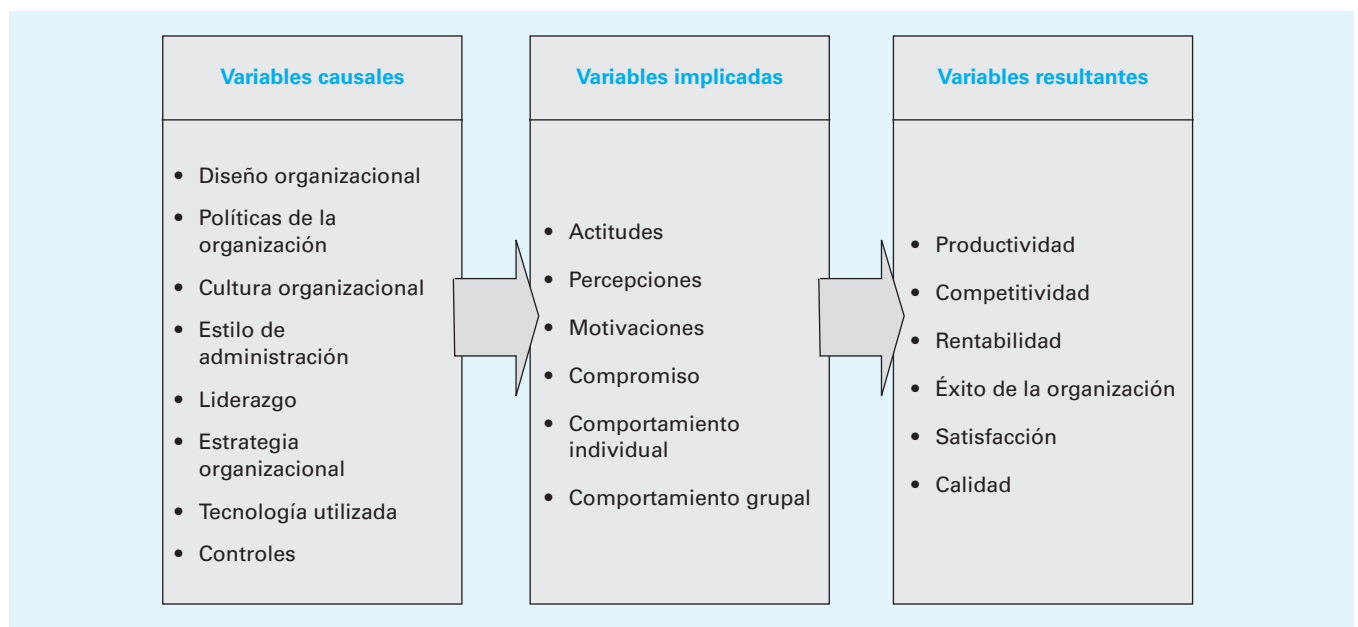 Variables causales
• Diseño organizacional
• Políticas de la
organización
• Cultura organizacional
• Estilo de
administración
• Liderazgo
• Estrategia
organizacional
• Tecnología utilizada
• Controles
Variables implicadas
• Actitudes
• Percepciones
• Motivaciones
• Compromiso
• Comportamiento
individual
• Comportamiento grupal
Variables resultantes
• Productividad
• Competitividad
• Rentabilidad
• Éxito de la organización
• Satisfacción
• Calidad